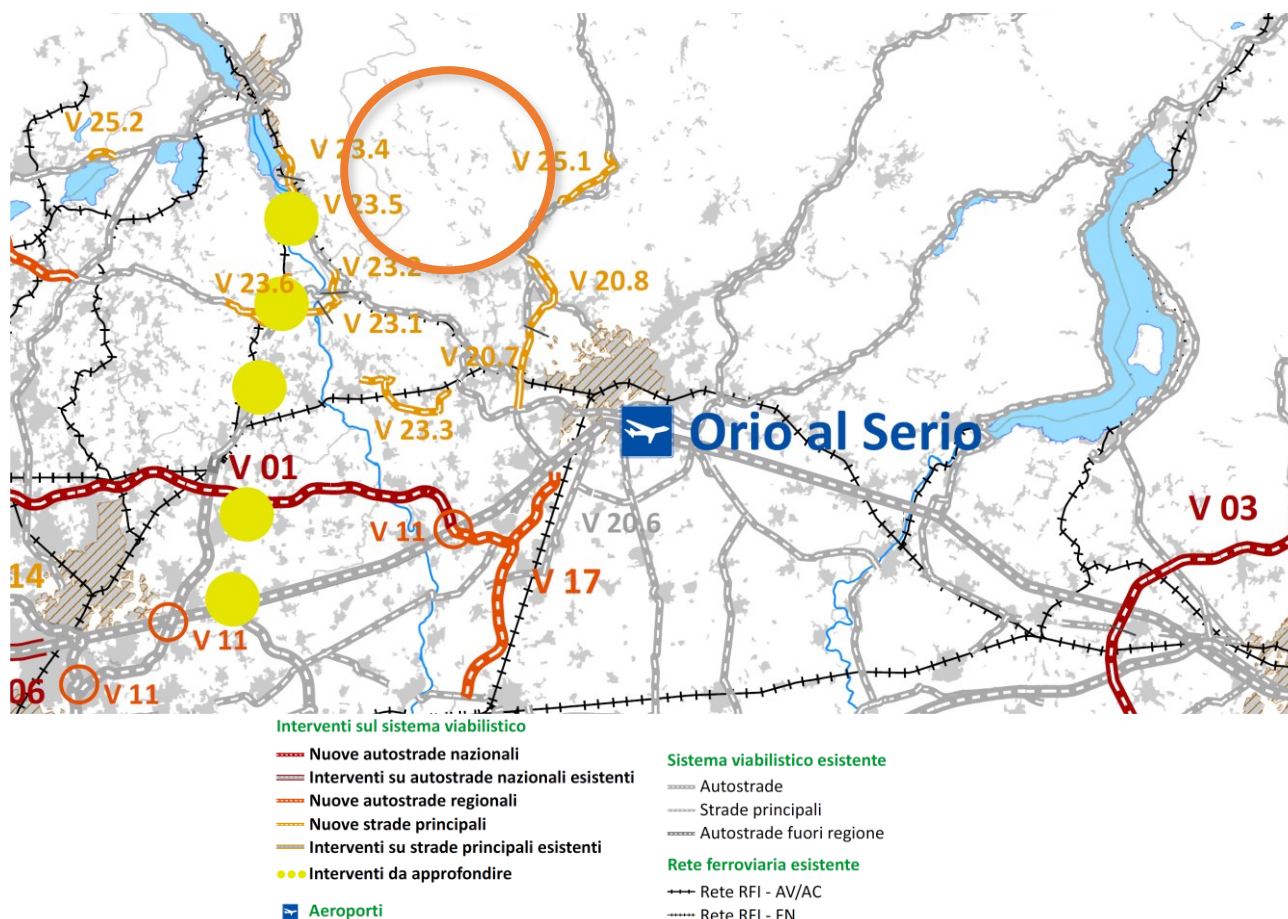 V 25.2
V 23.4
V 25.1
V 23.5
V 23.2
V 23.6
V 20.8
V 23.1
V 20.7
V 23.3
Orio al Serio
V 01
V 03
V 11
V 20.6
14
V 17
V 11
06
V 11
Interventi sul sistema viabilistico
Nuove autostrade nazionali
Interventi su autostrade nazionali esistenti
Nuove autostrade regionali
Nuove strade principali
Interventi su strade principali esistenti
Interventi da approfondire
Aeroporti
Sistema viabilistico esistente
Autostrade
Strade principali
Autostrade fuori regione
Rete ferroviaria esistente
Rete RFI - AV/AC
Rete RFI - FN